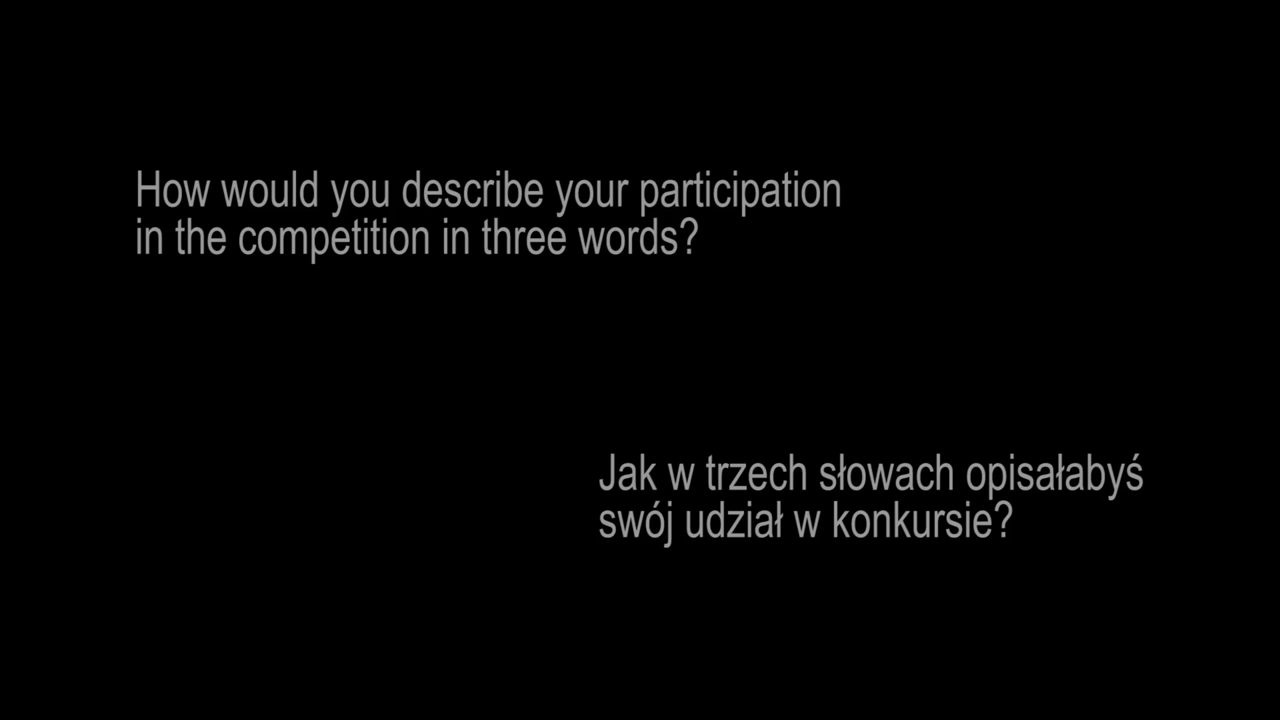 How would you describe your participation
in the competition in three words?
Jak w trzech słowach opisałabyś
swój udział w konkursie?